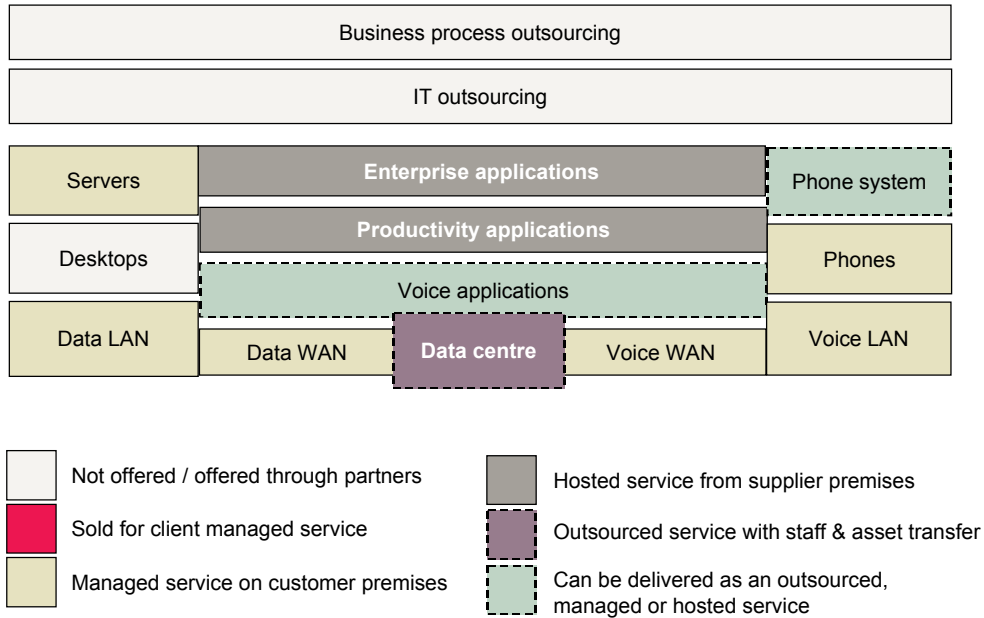 Business process outsourcing
IT outsourcing
Servers
Enterprise applications
Phone system
Productivity applications
Desktops
Phones
Voice applications
Data LAN
Data WAN
Data centre
Voice WAN
Voice LAN
Not offered / offered through partners
Sold for client managed service
Managed service on customer premises
Hosted service from supplier premises
Outsourced service with staff & asset transfer
Can be delivered as an outsourced,
managed or hosted service